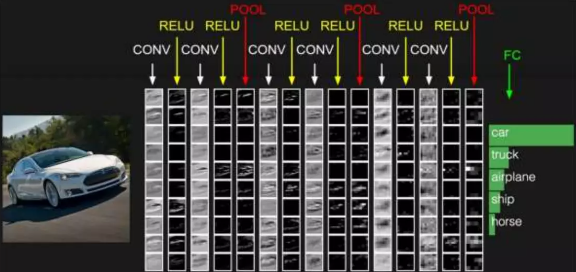 POOL POOL POOL
RELU RELU RELU RELU RELU RELU
CONV CONV CONV CONV CONV CONV
FC
car
truck
airplane
ship
horse